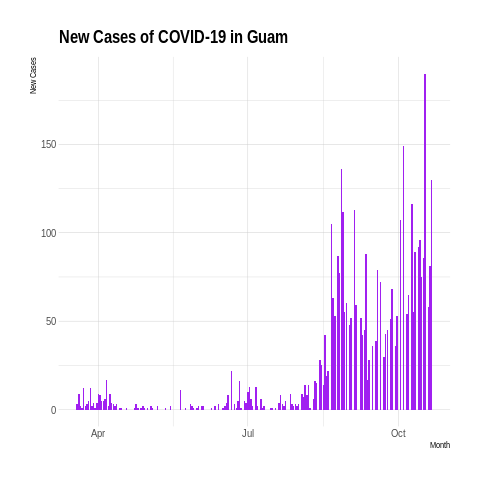 New Cases of COVID-19 in Guam
New Cases
150
100
50
0
Apr
Jul
Oct
Month